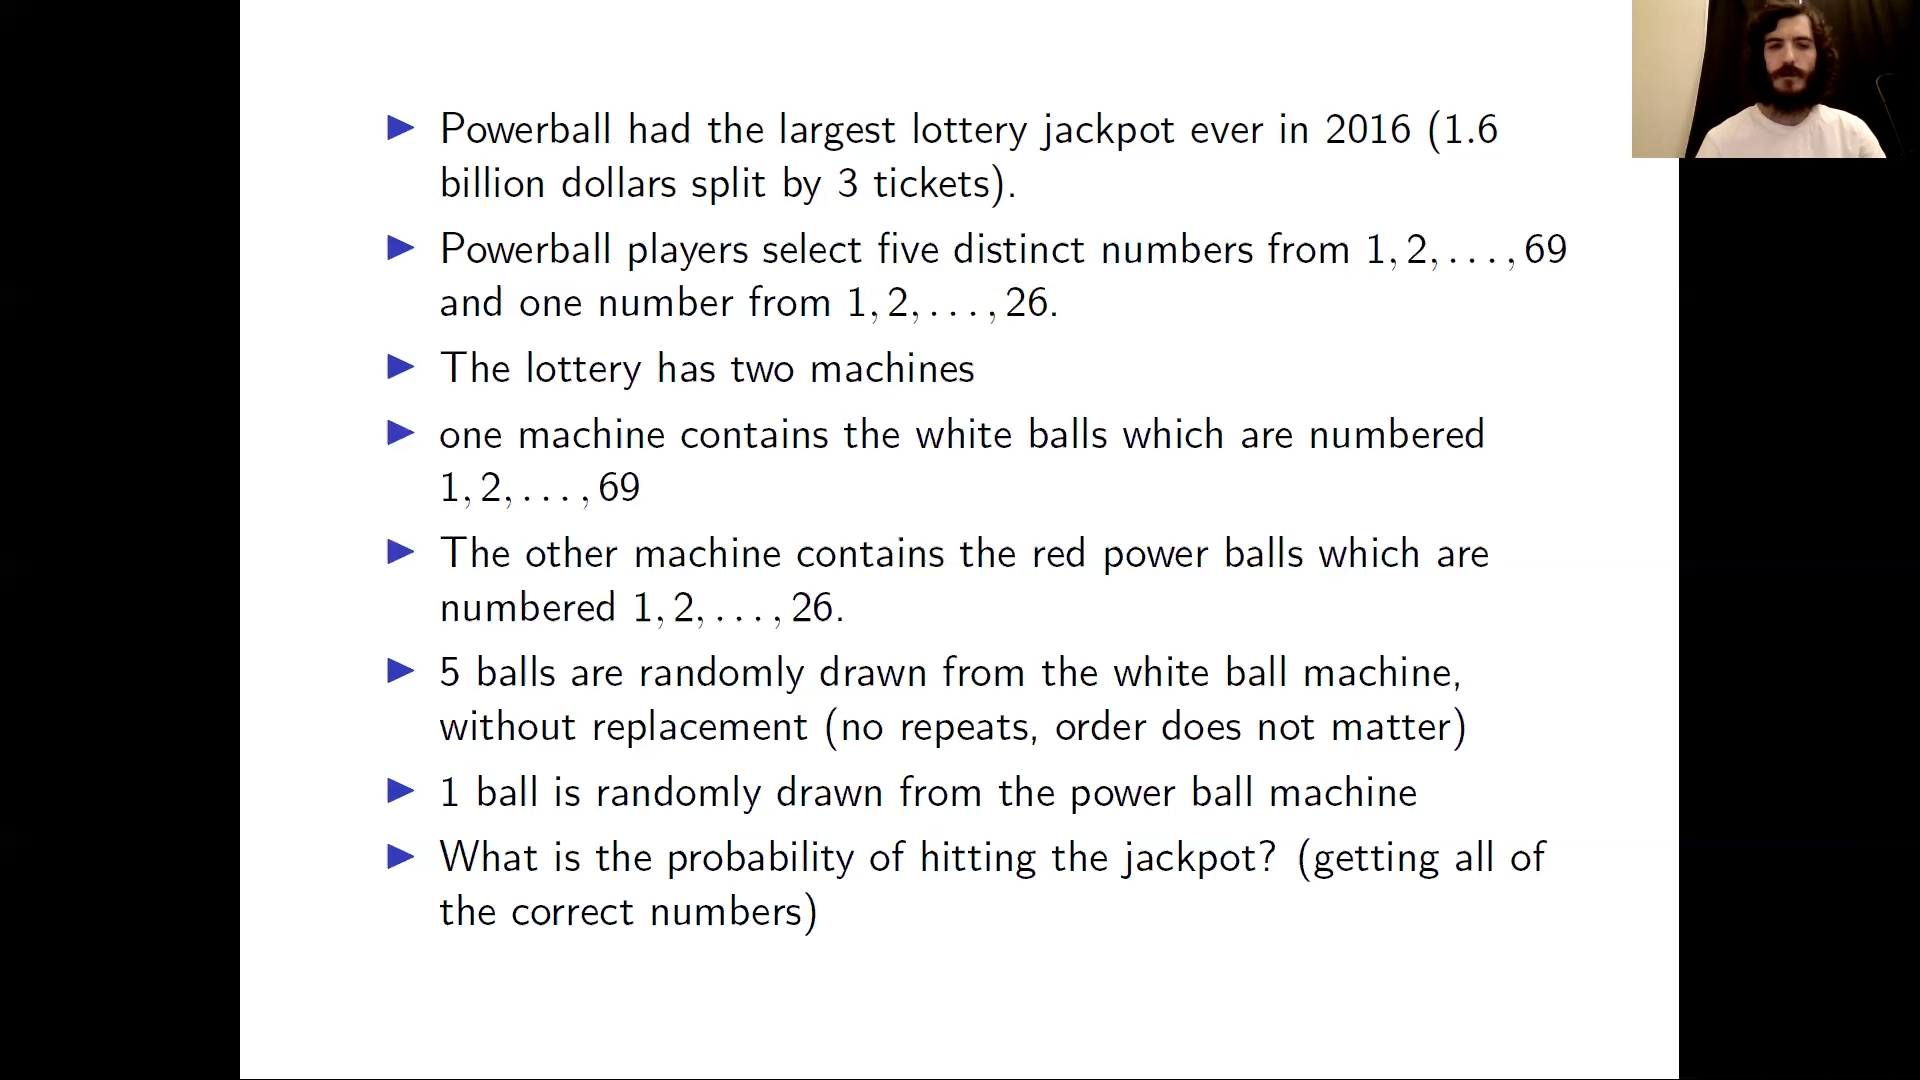 ▶ Powerball had the largest lottery jackpot ever in 2016 (1.6
billion dollars split by 3 tickets).
▶ Powerball players select five distinct numbers from 1, 2, . . . , 69
and one number from 1, 2, . . . , 26.
▶ The lottery has two machines
▶ one machine contains the white balls which are numbered
1, 2, . . . , 69
▶ The other machine contains the red power balls which are
numbered 1, 2, . . . , 26.
▶ 5 balls are randomly drawn from the white ball machine,
without replacement (no repeats, order does not matter)
▶ 1 ball is randomly drawn from the power ball machine
▶ What is the probability of hitting the jackpot? (getting all of
the correct numbers)